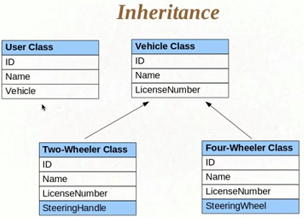 Inheritance
User Class
ID
Name
Vehicle
Vehicle Class
ID
Name
LicenseNumber
Two-Wheeler Class
ID
Name
LicenseNumber
SteeringHandle
Four-Wheeler Class
ID
Name
LicenseNumber
SteeringWheel